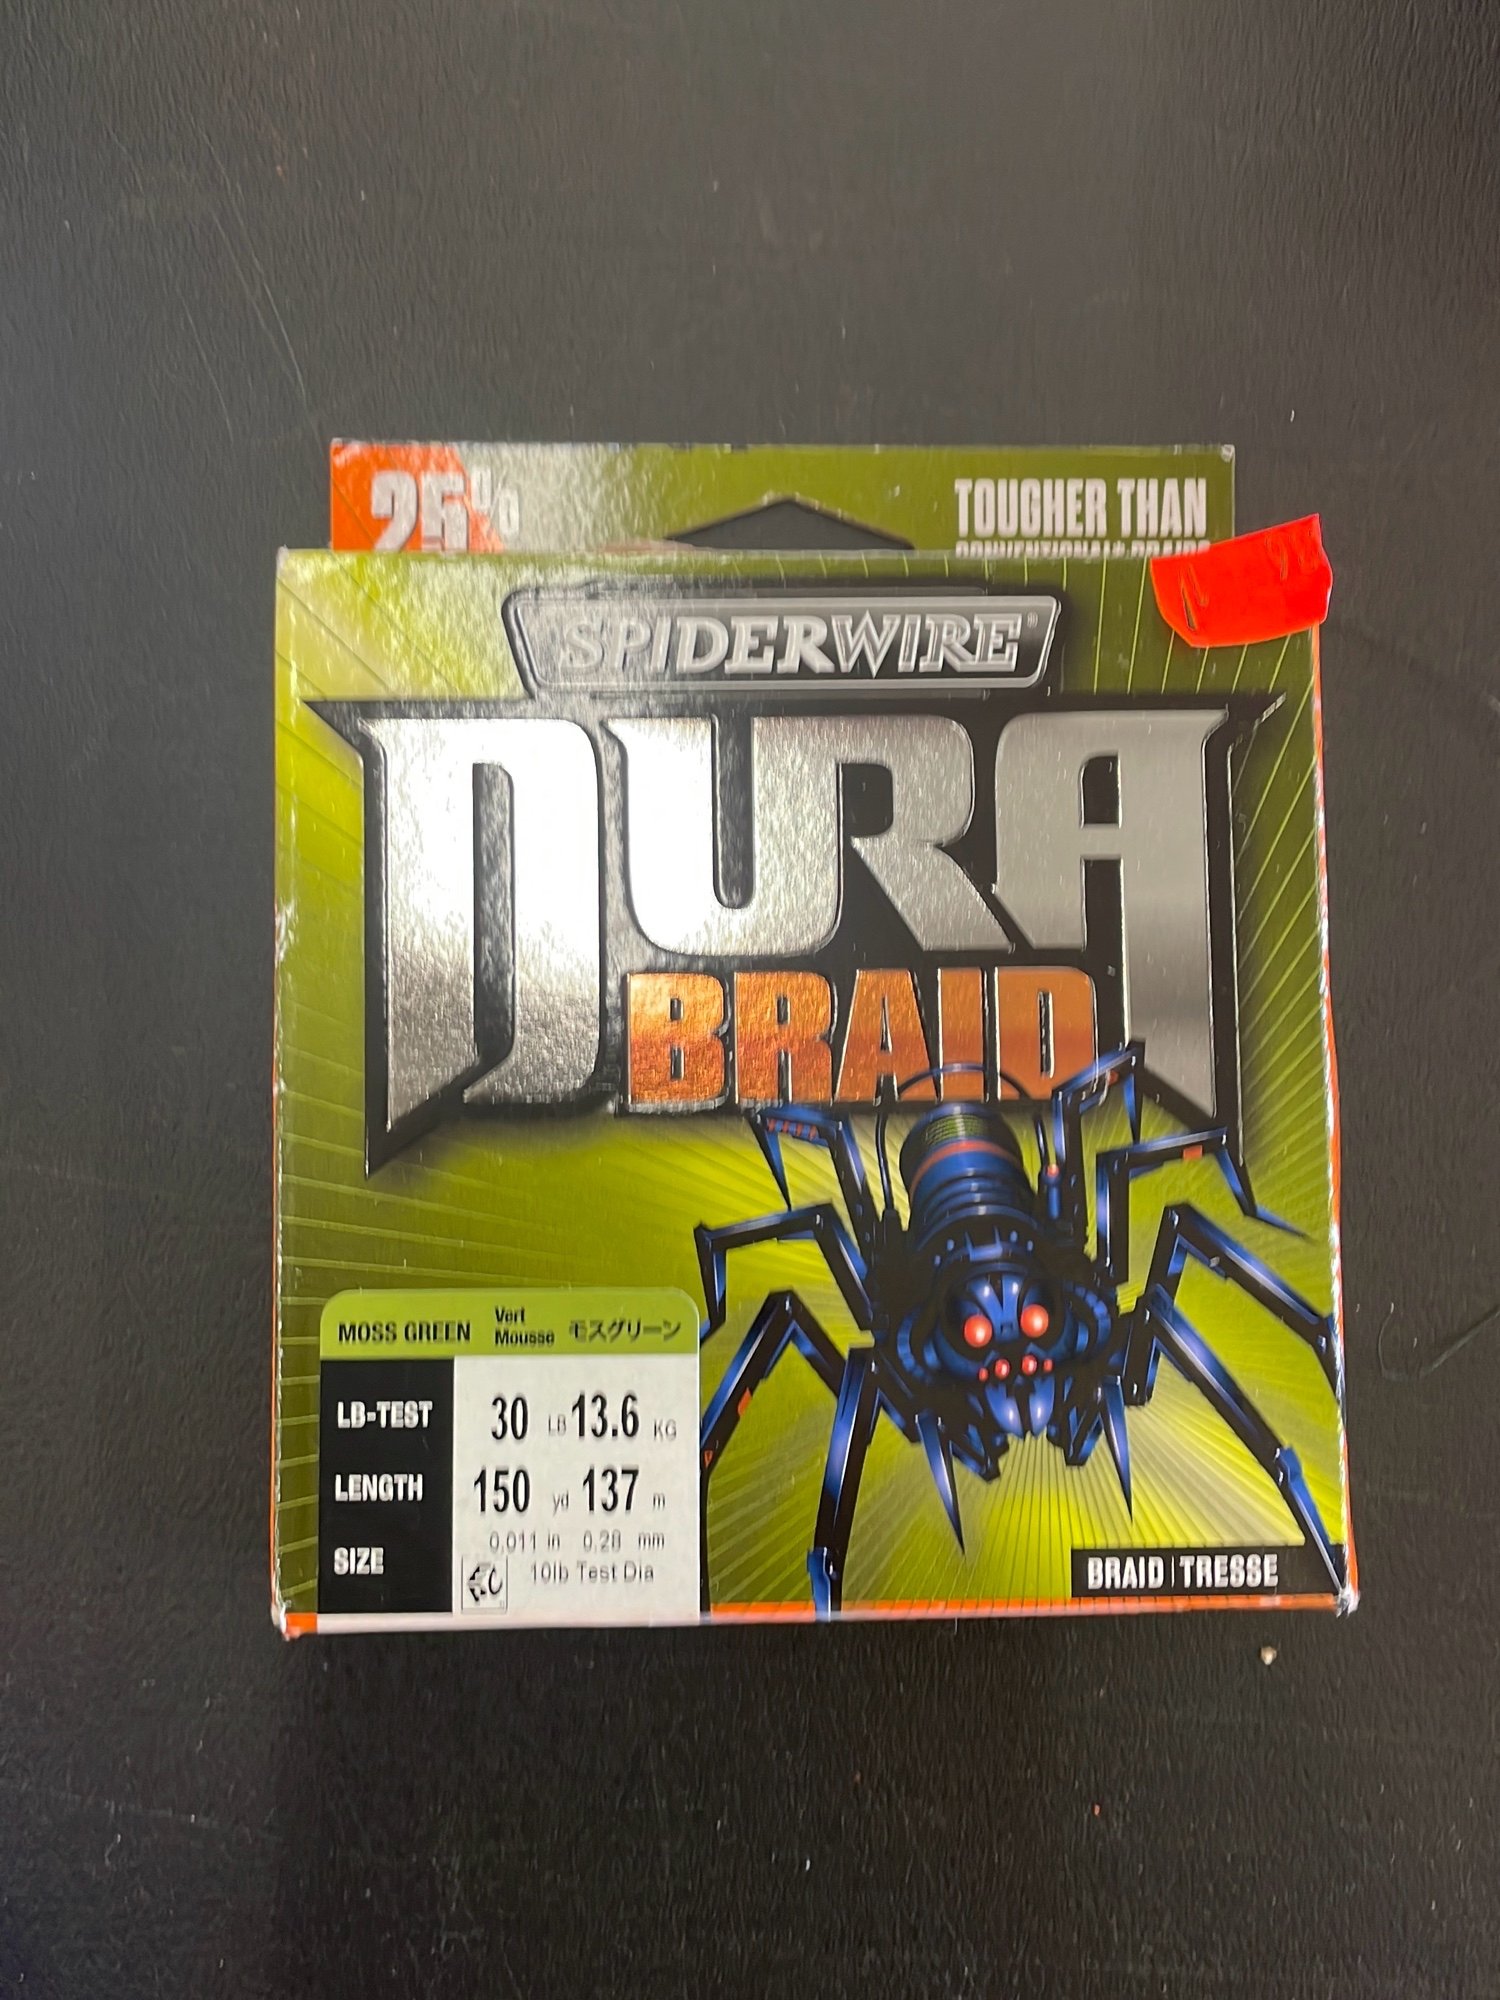 25%
TOUGHER THAN
CONVENTIONAL* BRAIDS
SPIDERWIRE®
DURA
BRAID
MOSS GREEN Vert Mousse モスグリーン
LB-TEST 30 LB 13.6 KG
LENGTH 150 yd 137 m
SIZE 0.011 in 0.28 mm
10lb Test Dia
BRAID | TRESSE